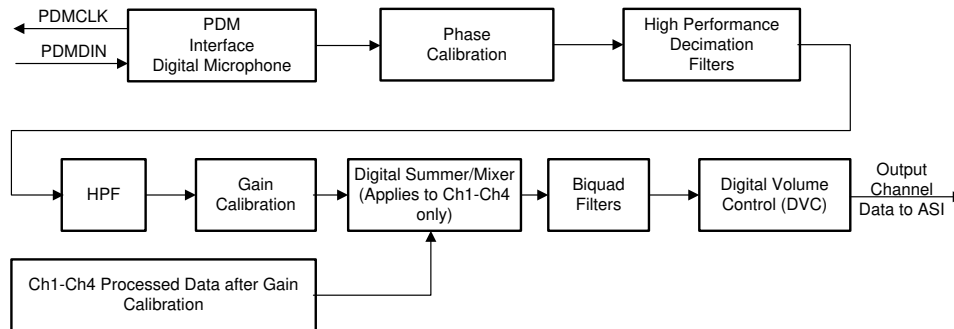 PDMCLK
PDMDIN
PDM
Interface
Digital Microphone
Phase
Calibration
High Performance
Decimation
Filters
HPF
Gain
Calibration
Digital Summer/Mixer
(Applies to Ch1-Ch4
only)
Biquad
Filters
Digital Volume
Control (DVC)
Output
Channel
Data to ASI
Ch1-Ch4 Processed Data after Gain
Calibration